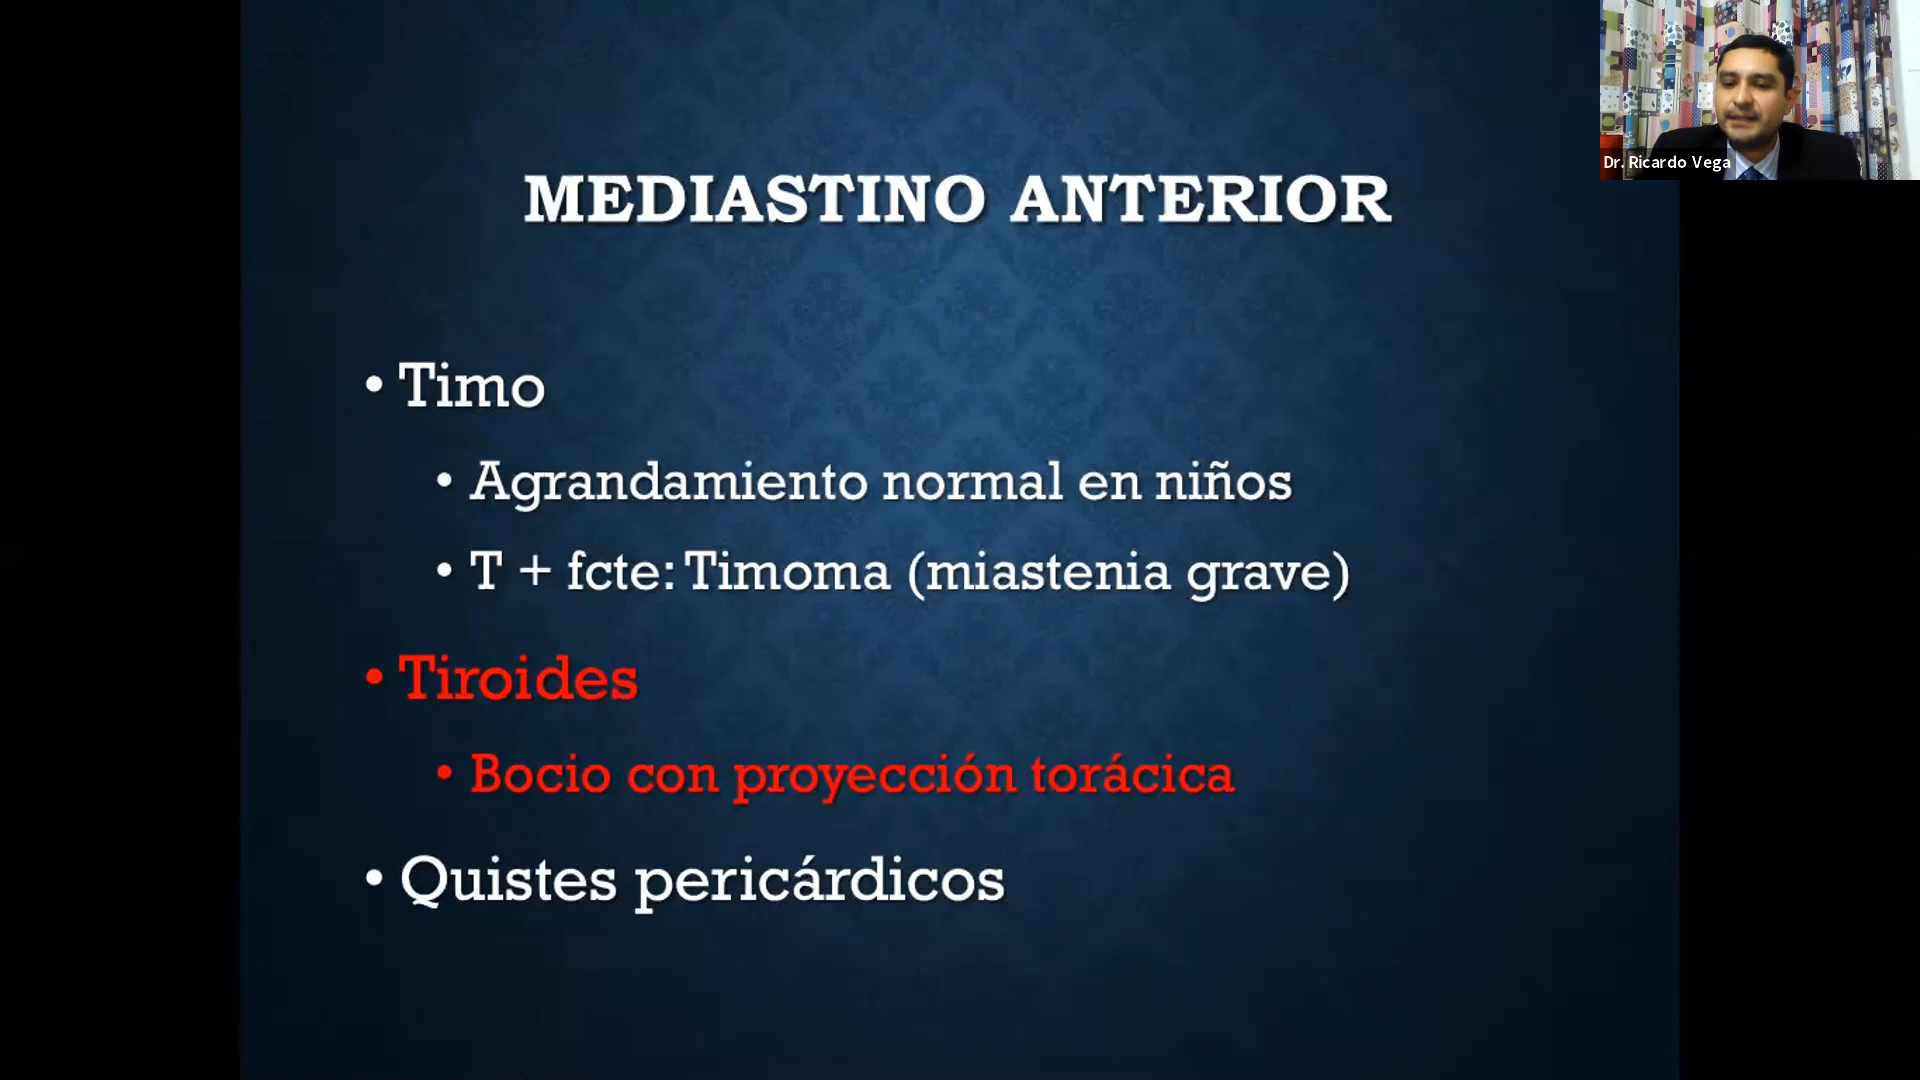 Dr. Ricardo Vega
MEDIASTINO ANTERIOR
• Timo
• Agrandamiento normal en niños
• T + fcte: Timoma (miastenia grave)
• Tiroides
• Bocio con proyección torácica
• Quistes pericárdicos